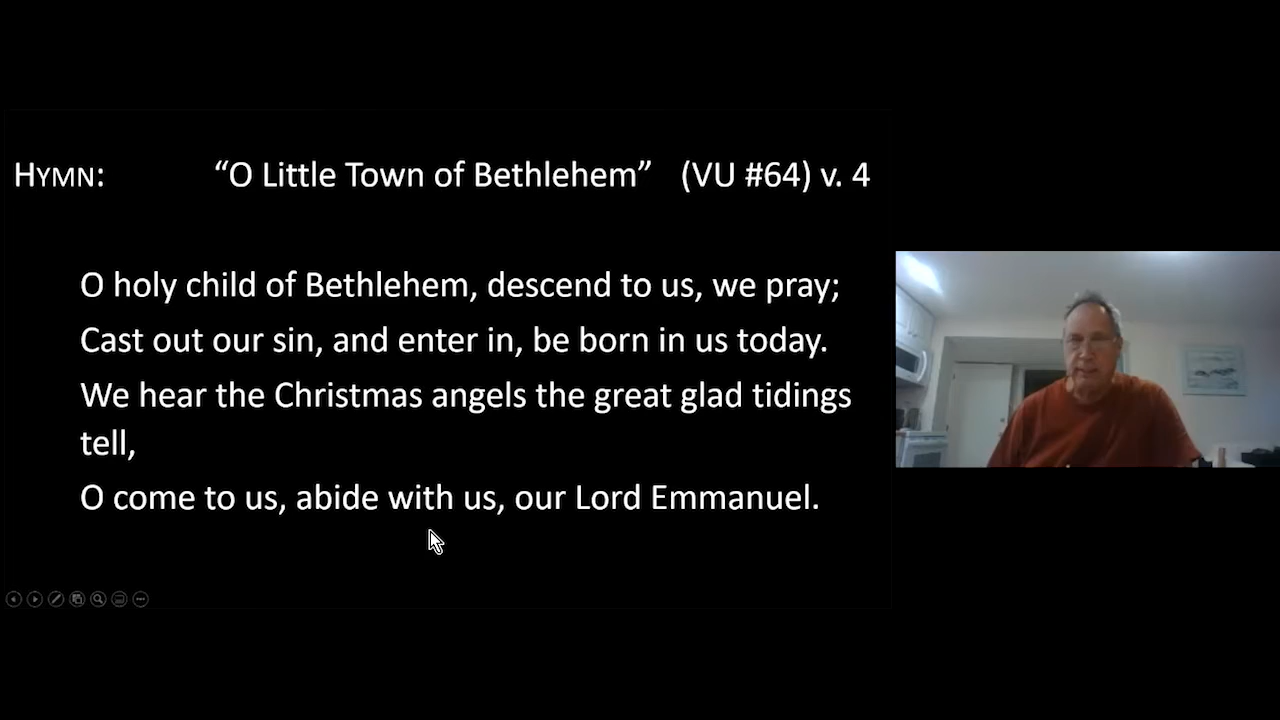 HYMN: “O Little Town of Bethlehem” (VU #64) v. 4
O holy child of Bethlehem, descend to us, we pray;
Cast out our sin, and enter in, be born in us today.
We hear the Christmas angels the great glad tidings
tell,
O come to us, abide with us, our Lord Emmanuel.